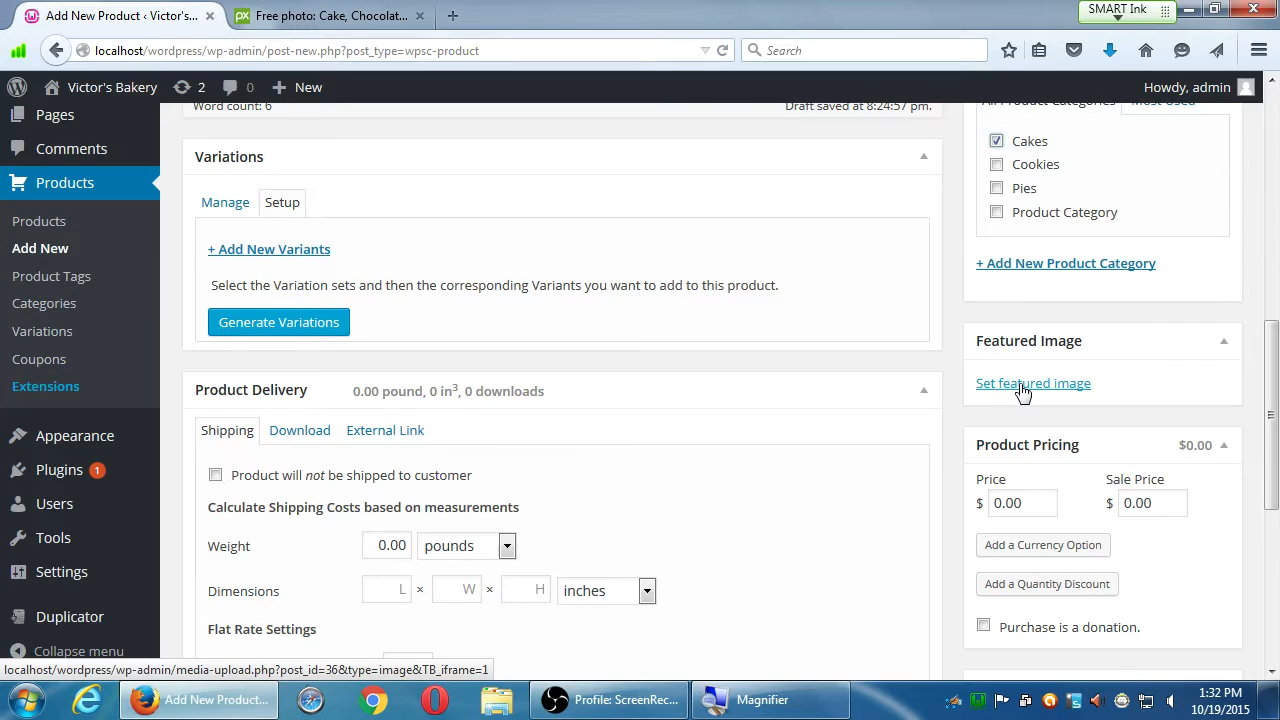 Add New Product ‹ Victor's...
Free photo: Cake, Chocolat...
SMART Ink
localhost/wordpress/wp-admin/post-new.php?post_type=wpsc-product
Search
Victor's Bakery
2
0
New
Howdy, admin
Pages
Comments
Products
Products
Add New
Product Tags
Categories
Variations
Coupons
Extensions
Appearance
Plugins 1
Users
Tools
Settings
Duplicator
Collapse menu
Word count: 6
Draft saved at 8:24:57 pm.
Variations
Manage
Setup
+ Add New Variants
Select the Variation sets and then the corresponding Variants you want to add to this product.
Generate Variations
Product Delivery
0.00 pound, 0 in3, 0 downloads
Shipping
Download
External Link
Product will not be shipped to customer
Calculate Shipping Costs based on measurements
Weight
0.00
pounds
Dimensions
L × W × H
inches
Flat Rate Settings
All Product Categories
Most Used
Cakes
Cookies
Pies
Product Category
+ Add New Product Category
Featured Image
Set featured image
Product Pricing
$0.00
Price
Sale Price
$ 0.00
$ 0.00
Add a Currency Option
Add a Quantity Discount
Purchase is a donation.
localhost/wordpress/wp-admin/media-upload.php?post_id=36&type=image&TB_iframe=1
Add New Product...
Profile: ScreenRec...
Magnifier
1:32 PM
10/19/2015